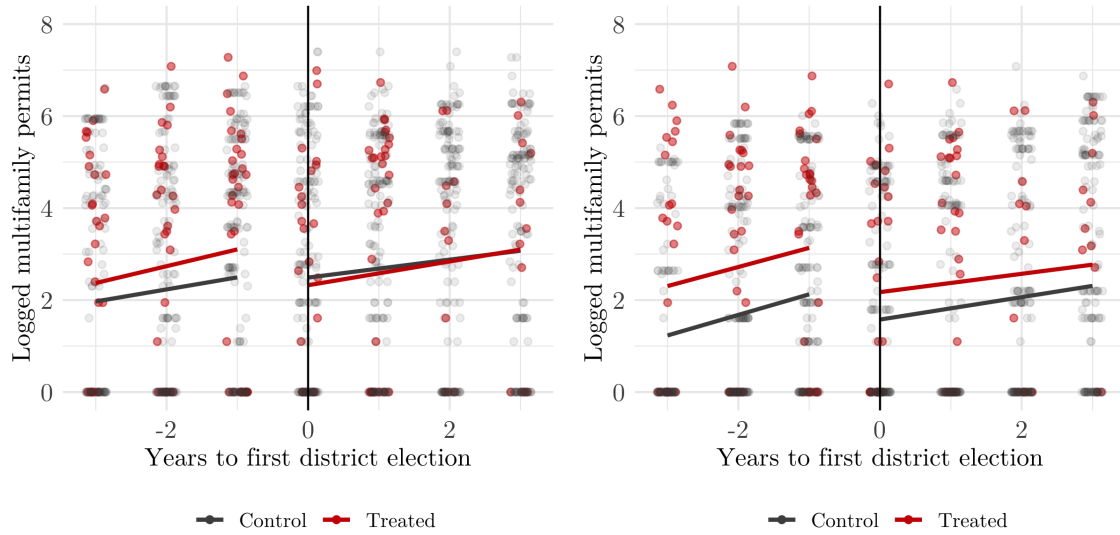 Logged multifamily permits
8
6
4
2
0
-2
0
2
Years to first district election
Control
Treated
Logged multifamily permits
8
6
4
2
0
-2
0
2
Years to first district election
Control
Treated